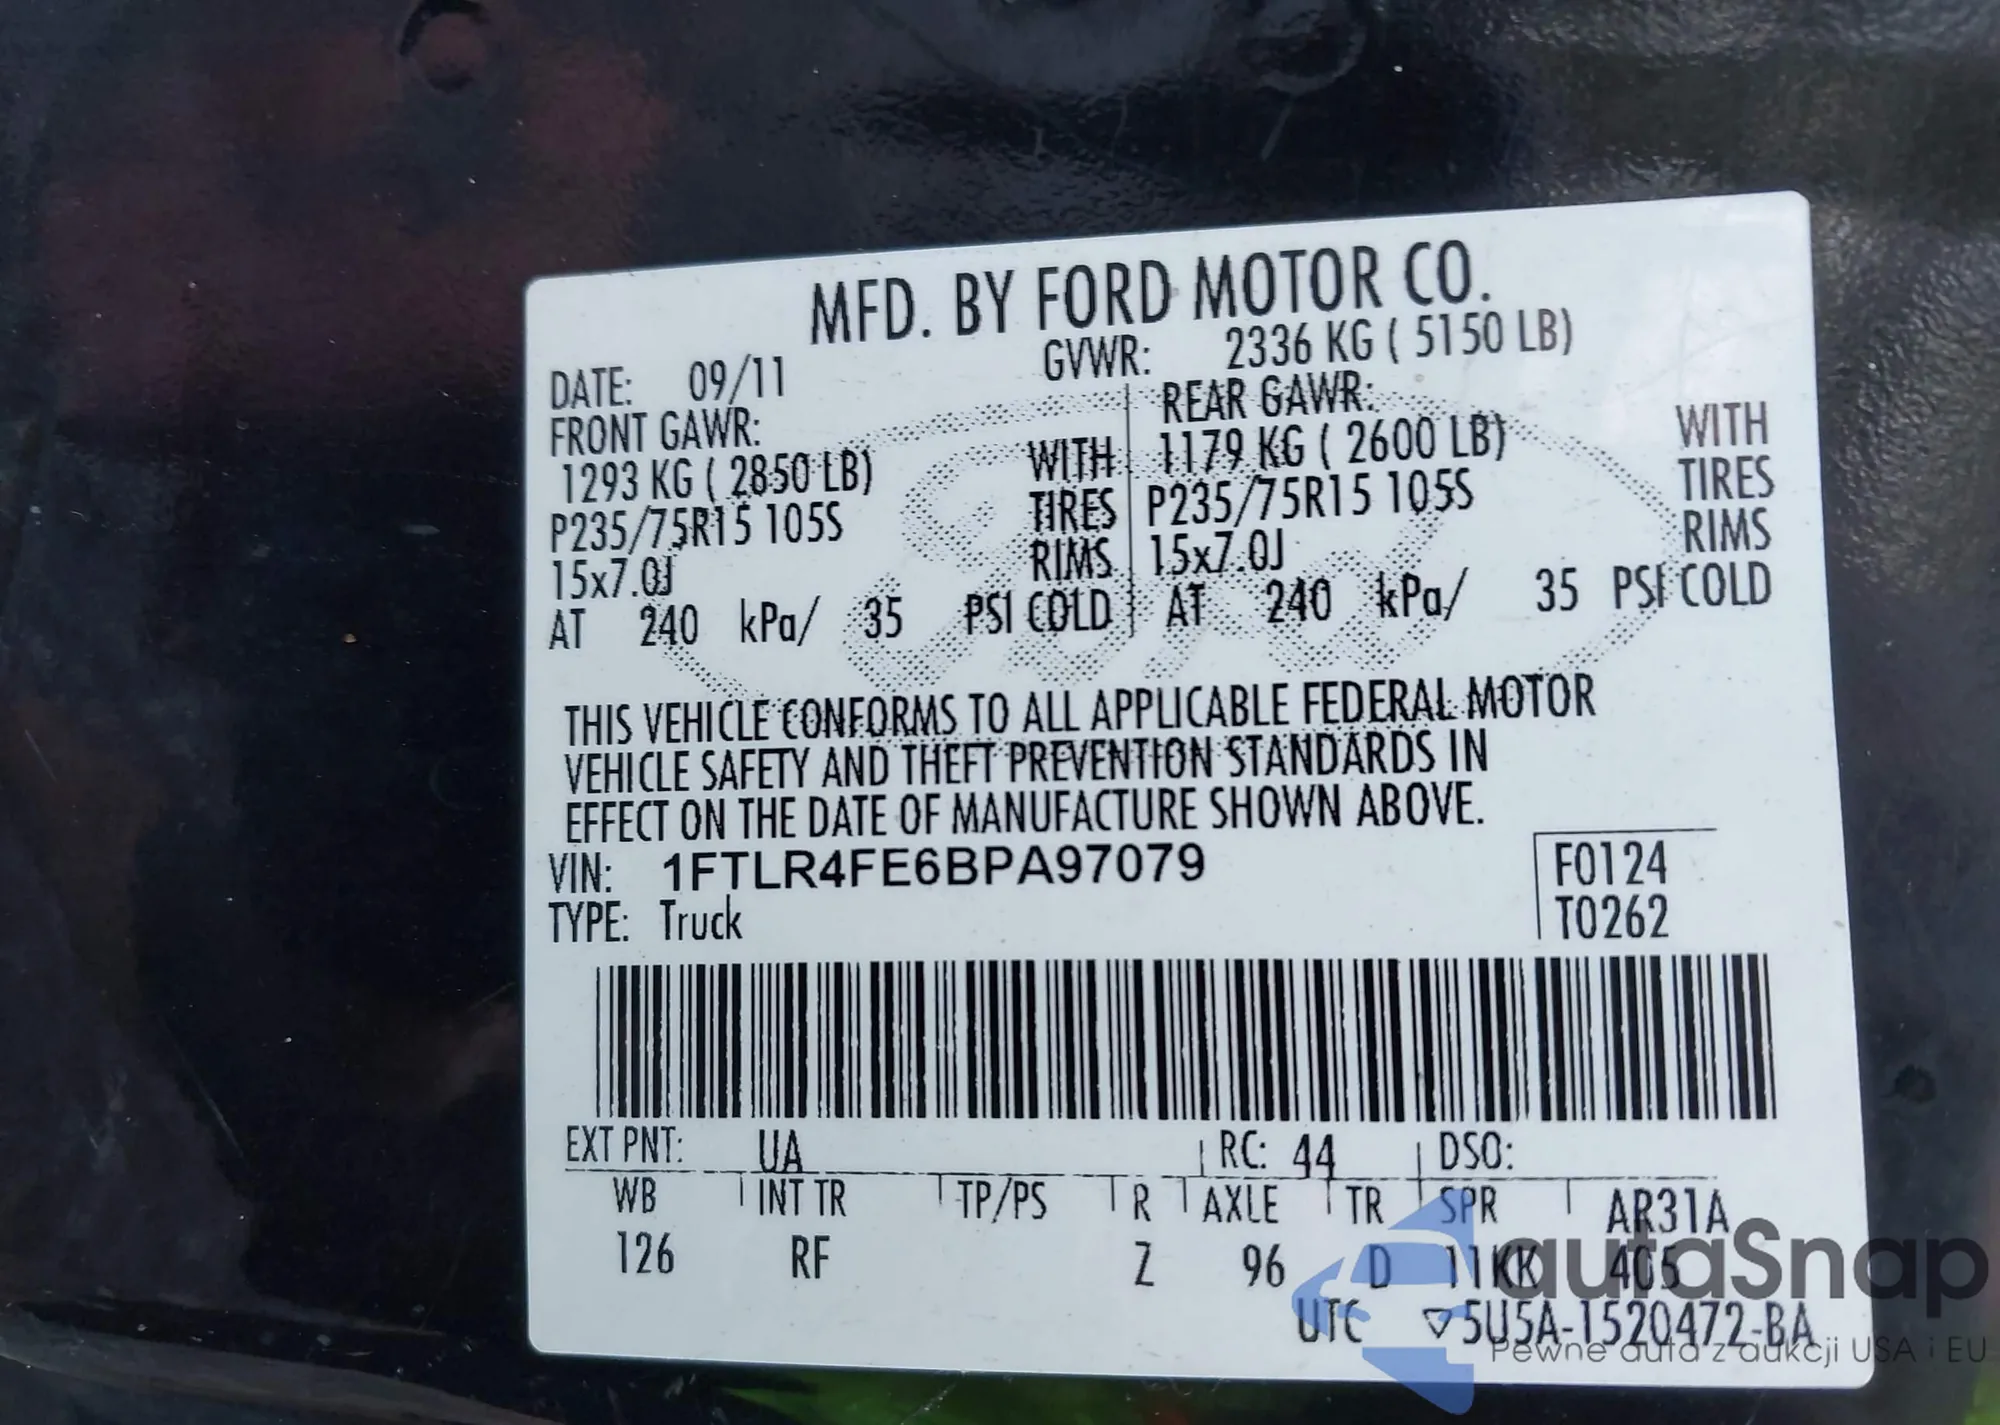 MFD. BY FORD MOTOR CO.
DATE: 09/11 GVWR: 2336 KG ( 5150 LB)
FRONT GAWR: REAR GAWR:
1293 KG ( 2850 LB) WITH 1179 KG ( 2600 LB) WITH
P235/75R15 105S TIRES P235/75R15 105S TIRES
15x7.0J RIMS 15x7.0J RIMS
AT 240 kPa/ 35 PSI COLD AT 240 kPa/ 35 PSI COLD
THIS VEHICLE CONFORMS TO ALL APPLICABLE FEDERAL MOTOR
VEHICLE SAFETY AND THEFT PREVENTION STANDARDS IN
EFFECT ON THE DATE OF MANUFACTURE SHOWN ABOVE.
VIN: 1FTLR4FE6BPA97079 F0124
TYPE: Truck T0262
EXT PNT: UA RC: 44 DSO:
WB INT TR TP/PS R AXLE TR SPR AR31A
126 RF Z 96 D 11KK 405
UTC ▽5U5A-1520472-BA
autaSnap
Pewne auta z aukcji USA i EU